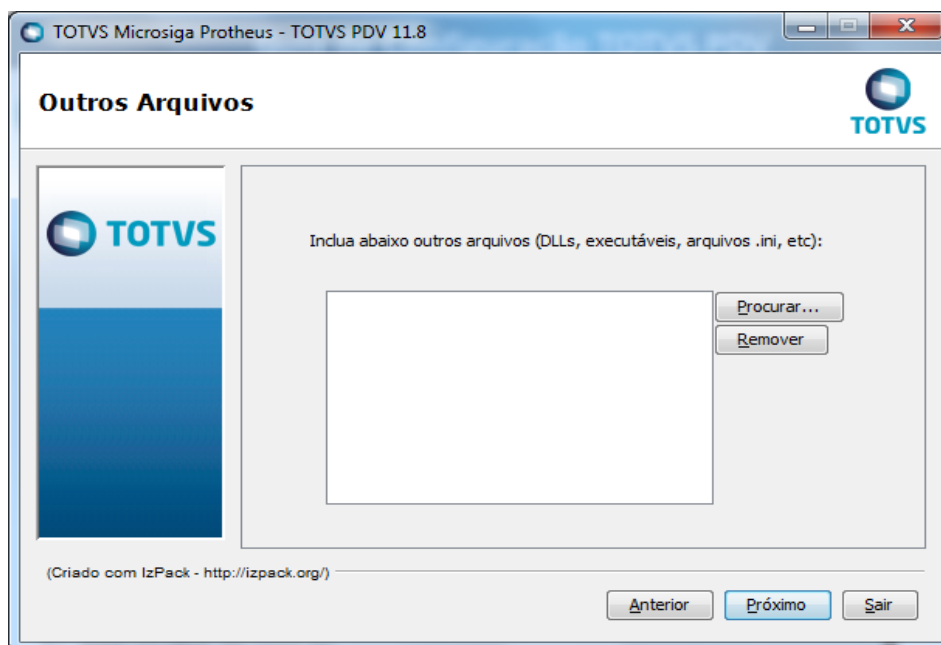 TOTVS Microsiga Protheus - TOTVS PDV 11.8
Outros Arquivos
TOTVS
TOTVS
Inclua abaixo outros arquivos (DLLs, executáveis, arquivos .ini, etc):
Procurar...
Remover
(Criado com IzPack - http://izpack.org/)
Anterior
Próximo
Sair